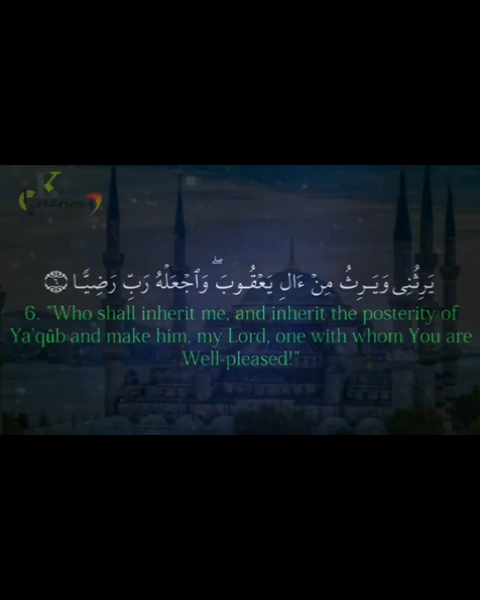 يَرِثُنِى وَيَرِثُ مِنْ ءَالِ يَعْقُوبَ ۖ وَٱجْعَلْهُ رَبِّ رَضِيًّا ۝٦
6. "Who shall inherit me, and inherit the posterity of
Ya'qûb and make him, my Lord, one with whom You are
Well-pleased!"